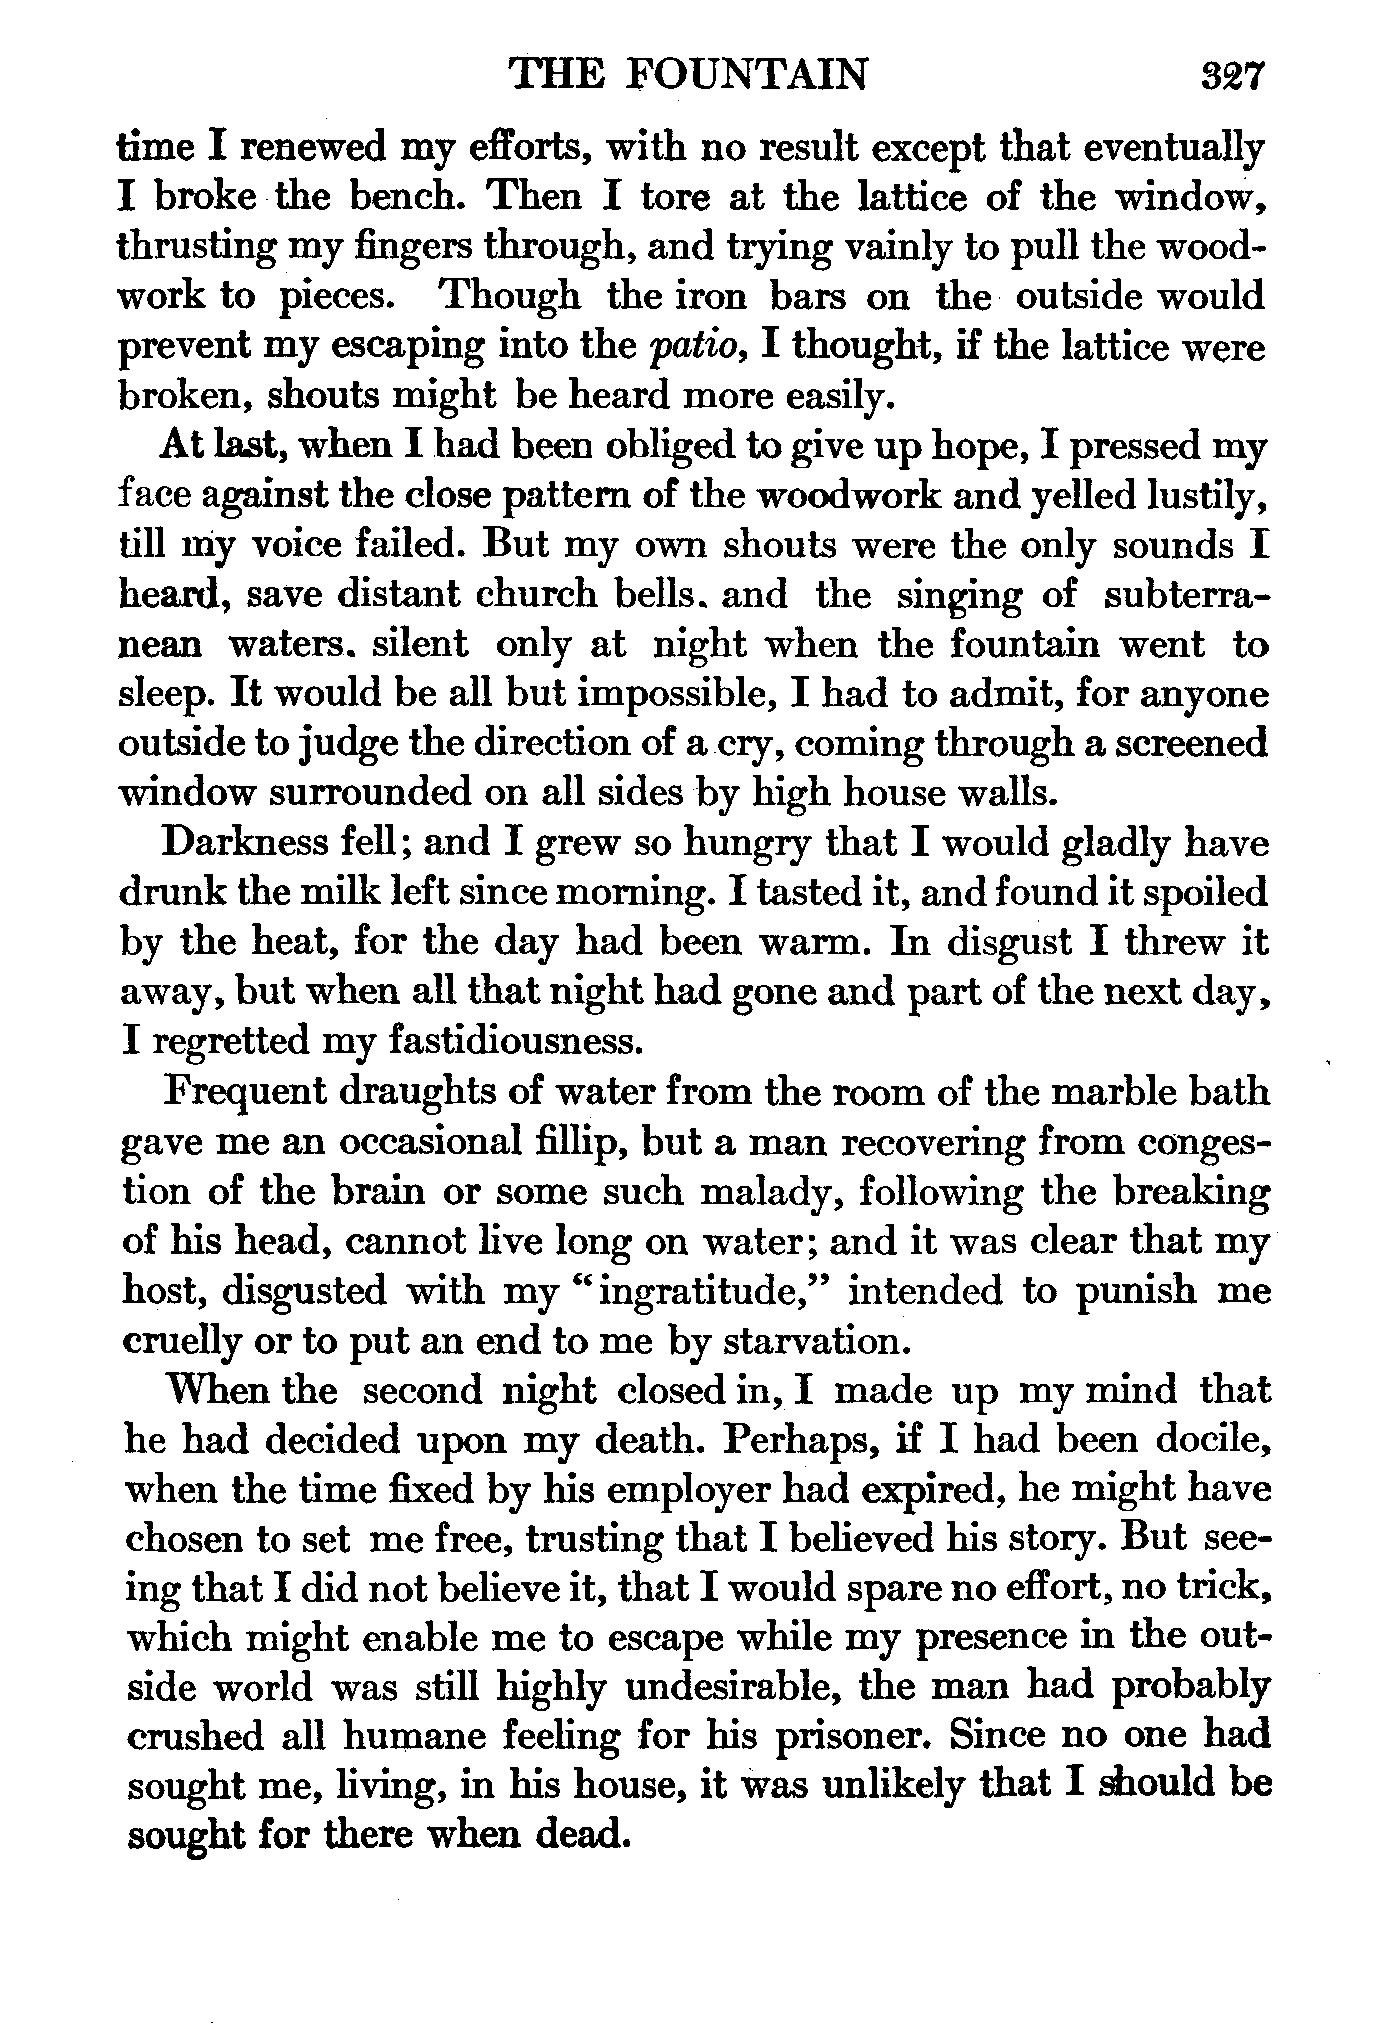 THE FOUNTAIN 327
time I renewed my efforts, with no result except that eventually
I broke the bench. Then I tore at the lattice of the window,
thrusting my fingers through, and trying vainly to pull the wood-
work to pieces. Though the iron bars on the outside would
prevent my escaping into the patio, I thought, if the lattice were
broken, shouts might be heard more easily.
At last, when I had been obliged to give up hope, I pressed my
face against the close pattern of the woodwork and yelled lustily,
till my voice failed. But my own shouts were the only sounds I
heard, save distant church bells. and the singing of subterra-
nean waters. silent only at night when the fountain went to
sleep. It would be all but impossible, I had to admit, for anyone
outside to judge the direction of a cry, coming through a screened
window surrounded on all sides by high house walls.
Darkness fell; and I grew so hungry that I would gladly have
drunk the milk left since morning. I tasted it, and found it spoiled
by the heat, for the day had been warm. In disgust I threw it
away, but when all that night had gone and part of the next day,
I regretted my fastidiousness.
Frequent draughts of water from the room of the marble bath
gave me an occasional fillip, but a man recovering from conges-
tion of the brain or some such malady, following the breaking
of his head, cannot live long on water; and it was clear that my
host, disgusted with my “ingratitude,” intended to punish me
cruelly or to put an end to me by starvation.
When the second night closed in, I made up my mind that
he had decided upon my death. Perhaps, if I had been docile,
when the time fixed by his employer had expired, he might have
chosen to set me free, trusting that I believed his story. But see-
ing that I did not believe it, that I would spare no effort, no trick,
which might enable me to escape while my presence in the out-
side world was still highly undesirable, the man had probably
crushed all humane feeling for his prisoner. Since no one had
sought me, living, in his house, it was unlikely that I should be
sought for there when dead.